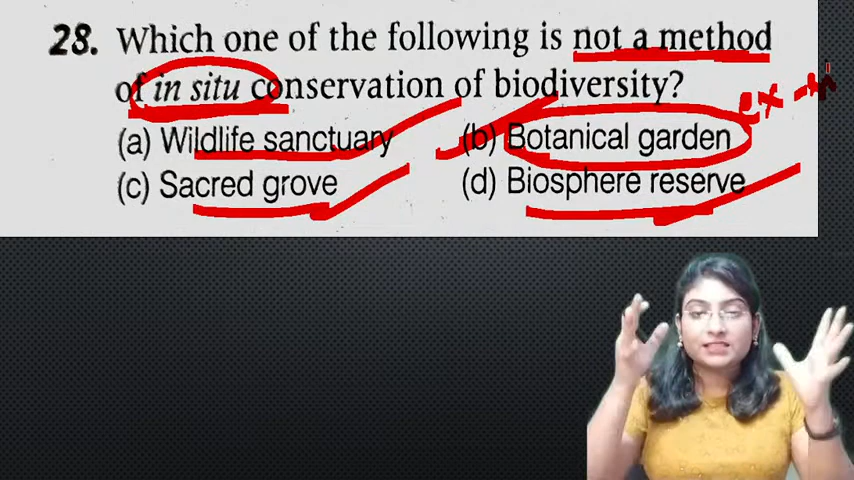 28. Which one of the following is not a method
of in situ conservation of biodiversity?
(a) Wildlife sanctuary (b) Botanical garden
(c) Sacred grove (d) Biosphere reserve
ex